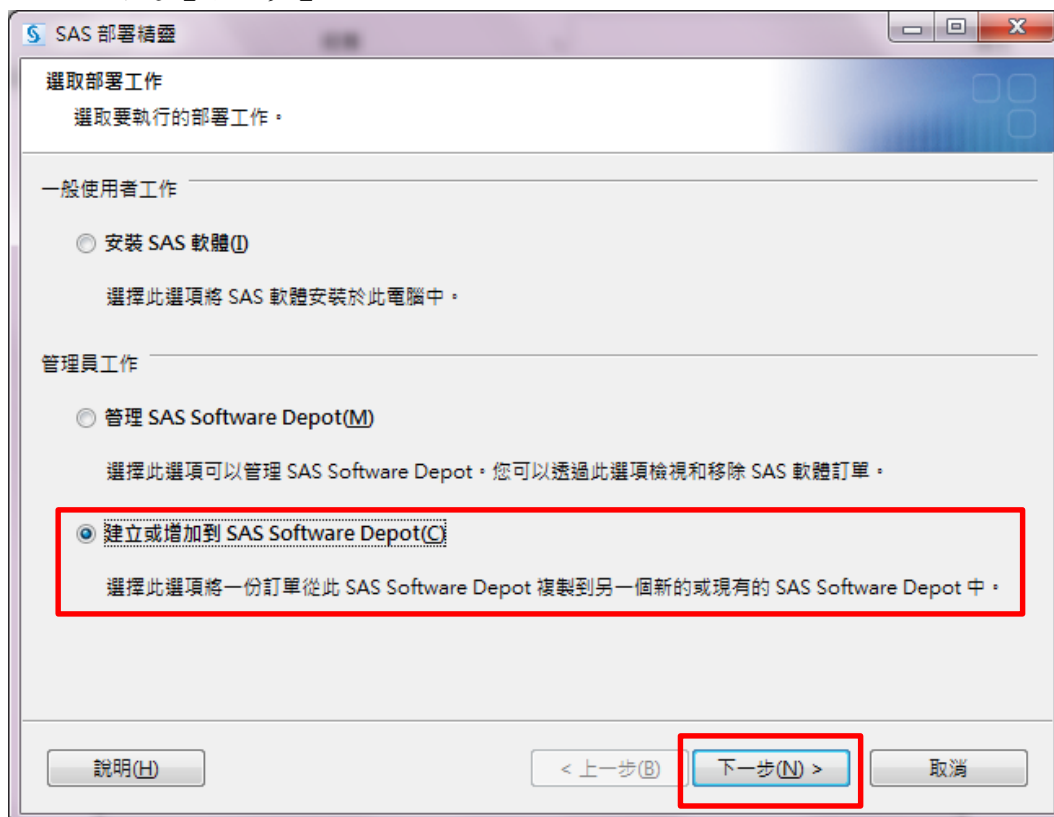 SAS 部署精靈
選取部署工作
選取要執行的部署工作。
一般使用者工作
安裝 SAS 軟體(I)
選擇此選項將 SAS 軟體安裝於此電腦中。
管理員工作
管理 SAS Software Depot(M)
選擇此選項可以管理 SAS Software Depot。您可以透過此選項檢視和移除 SAS 軟體訂單。
建立或增加到 SAS Software Depot(C)
選擇此選項將一份訂單從此 SAS Software Depot 複製到另一個新的或現有的 SAS Software Depot 中。
說明(H)
< 上一步(B)
下一步(N) >
取消